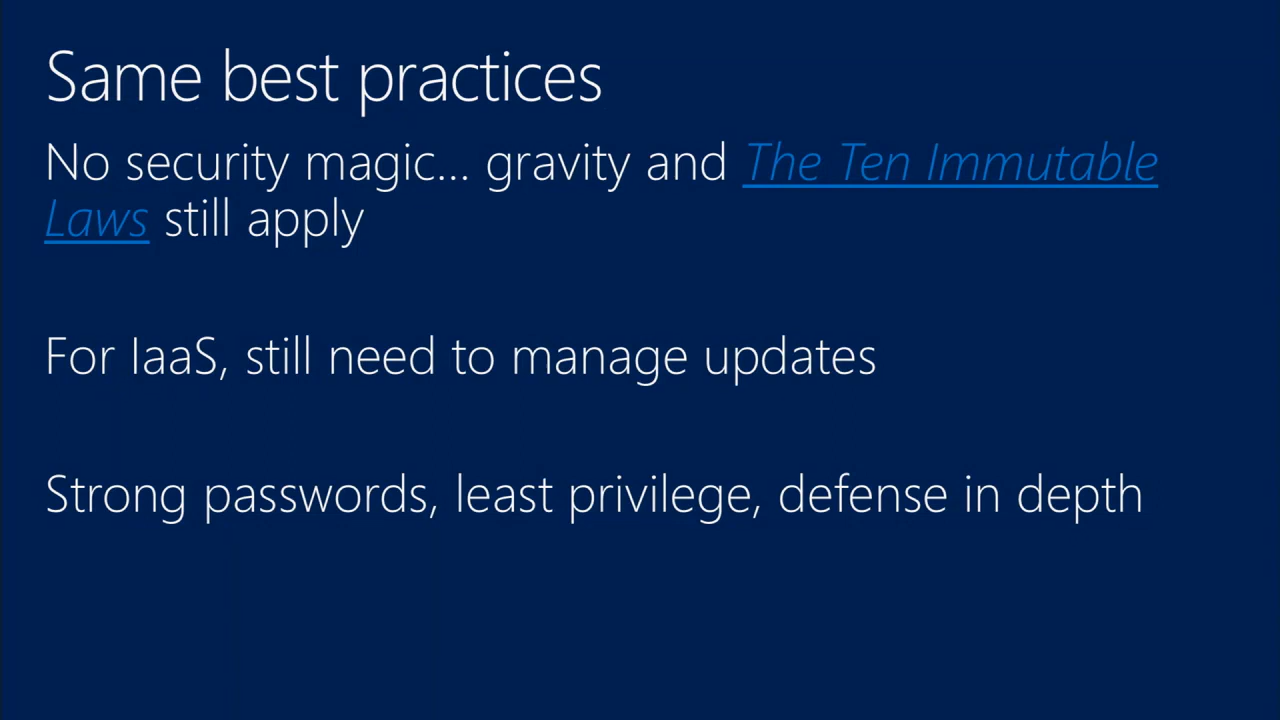 Same best practices
No security magic... gravity and The Ten Immutable
Laws still apply
For IaaS, still need to manage updates
Strong passwords, least privilege, defense in depth